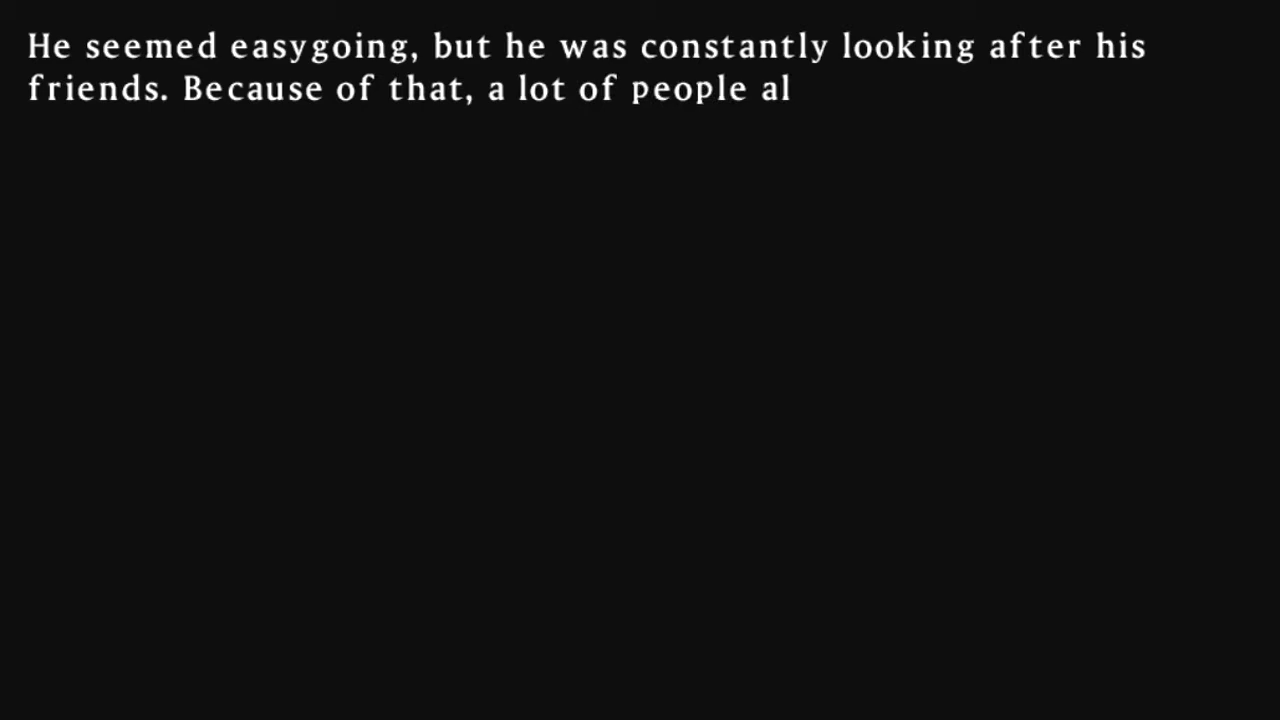 He seemed easygoing, but he was constantly looking after his
friends. Because of that, a lot of people al